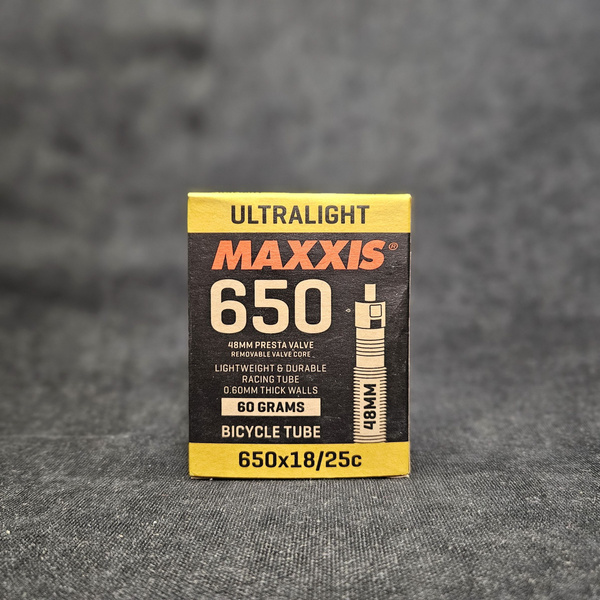 ULTRALIGHT
MAXXIS®
650
48MM PRESTA VALVE
REMOVABLE VALVE CORE
LIGHTWEIGHT & DURABLE
RACING TUBE
0.60MM THICK WALLS
60 GRAMS
48MM
BICYCLE TUBE
650x18/25c